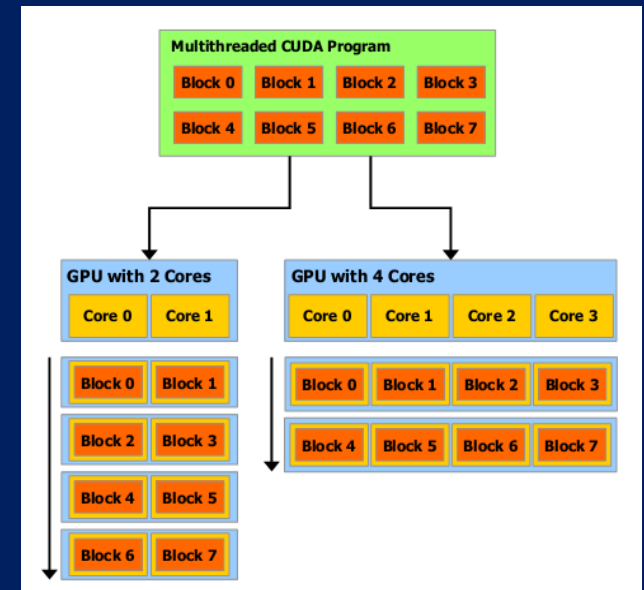 Multithreaded CUDA Program
Block 0 Block 1 Block 2 Block 3
Block 4 Block 5 Block 6 Block 7
GPU with 2 Cores
Core 0 Core 1
Block 0 Block 1
Block 2 Block 3
Block 4 Block 5
Block 6 Block 7
GPU with 4 Cores
Core 0 Core 1 Core 2 Core 3
Block 0 Block 1 Block 2 Block 3
Block 4 Block 5 Block 6 Block 7